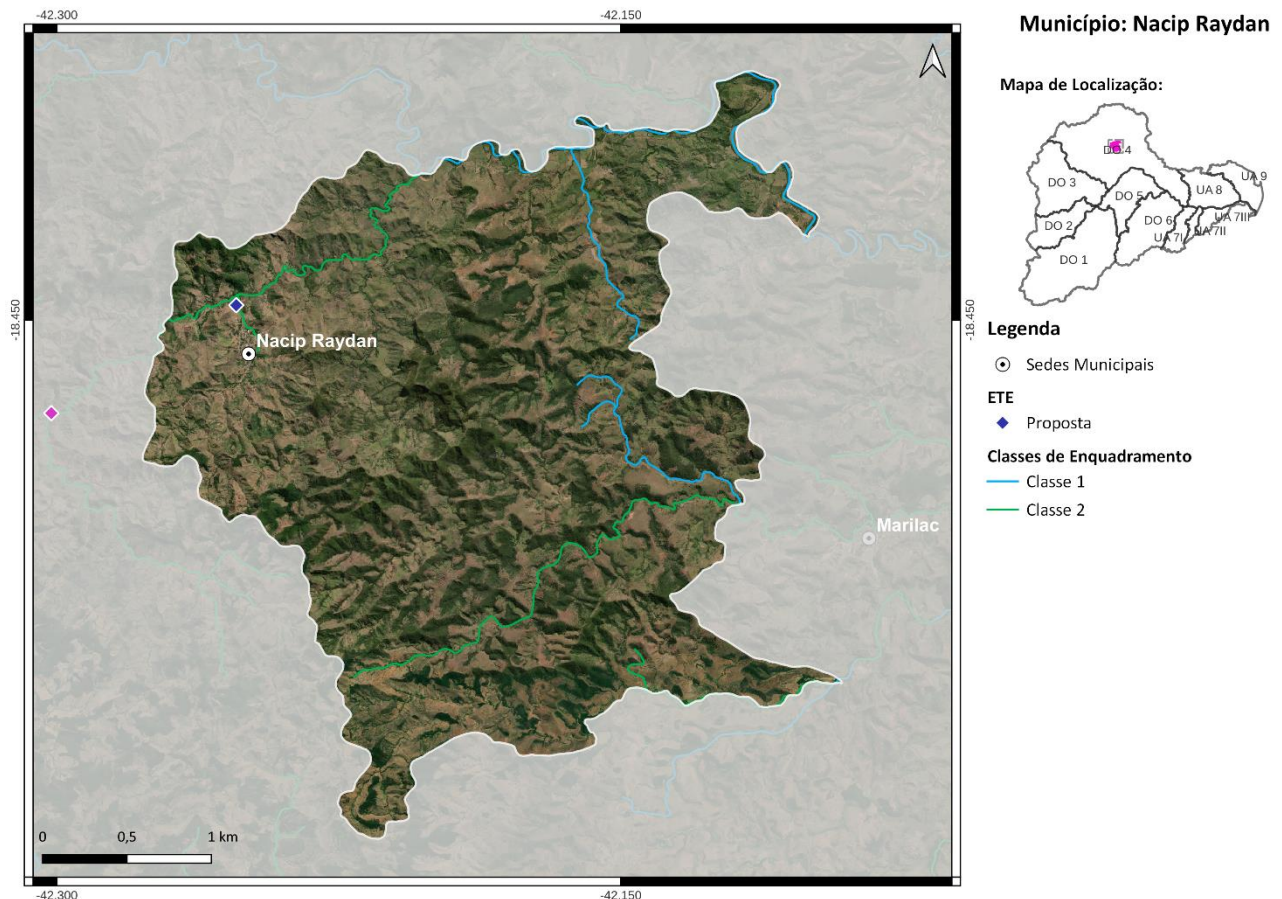 -42.300
-42.150
Município: Nacip Raydan
Mapa de Localização:
DO 4
DO 3
DO 5
UA 8
UA 9
DO 2
DO 6
UA 7III
UA 7II
UA 7I
DO 1
-18.450
-18.450
Nacip Raydan
Marilac
Legenda
Sedes Municipais
ETE
Proposta
Classes de Enquadramento
Classe 1
Classe 2
0
0,5
1 km
-42.300
-42.150